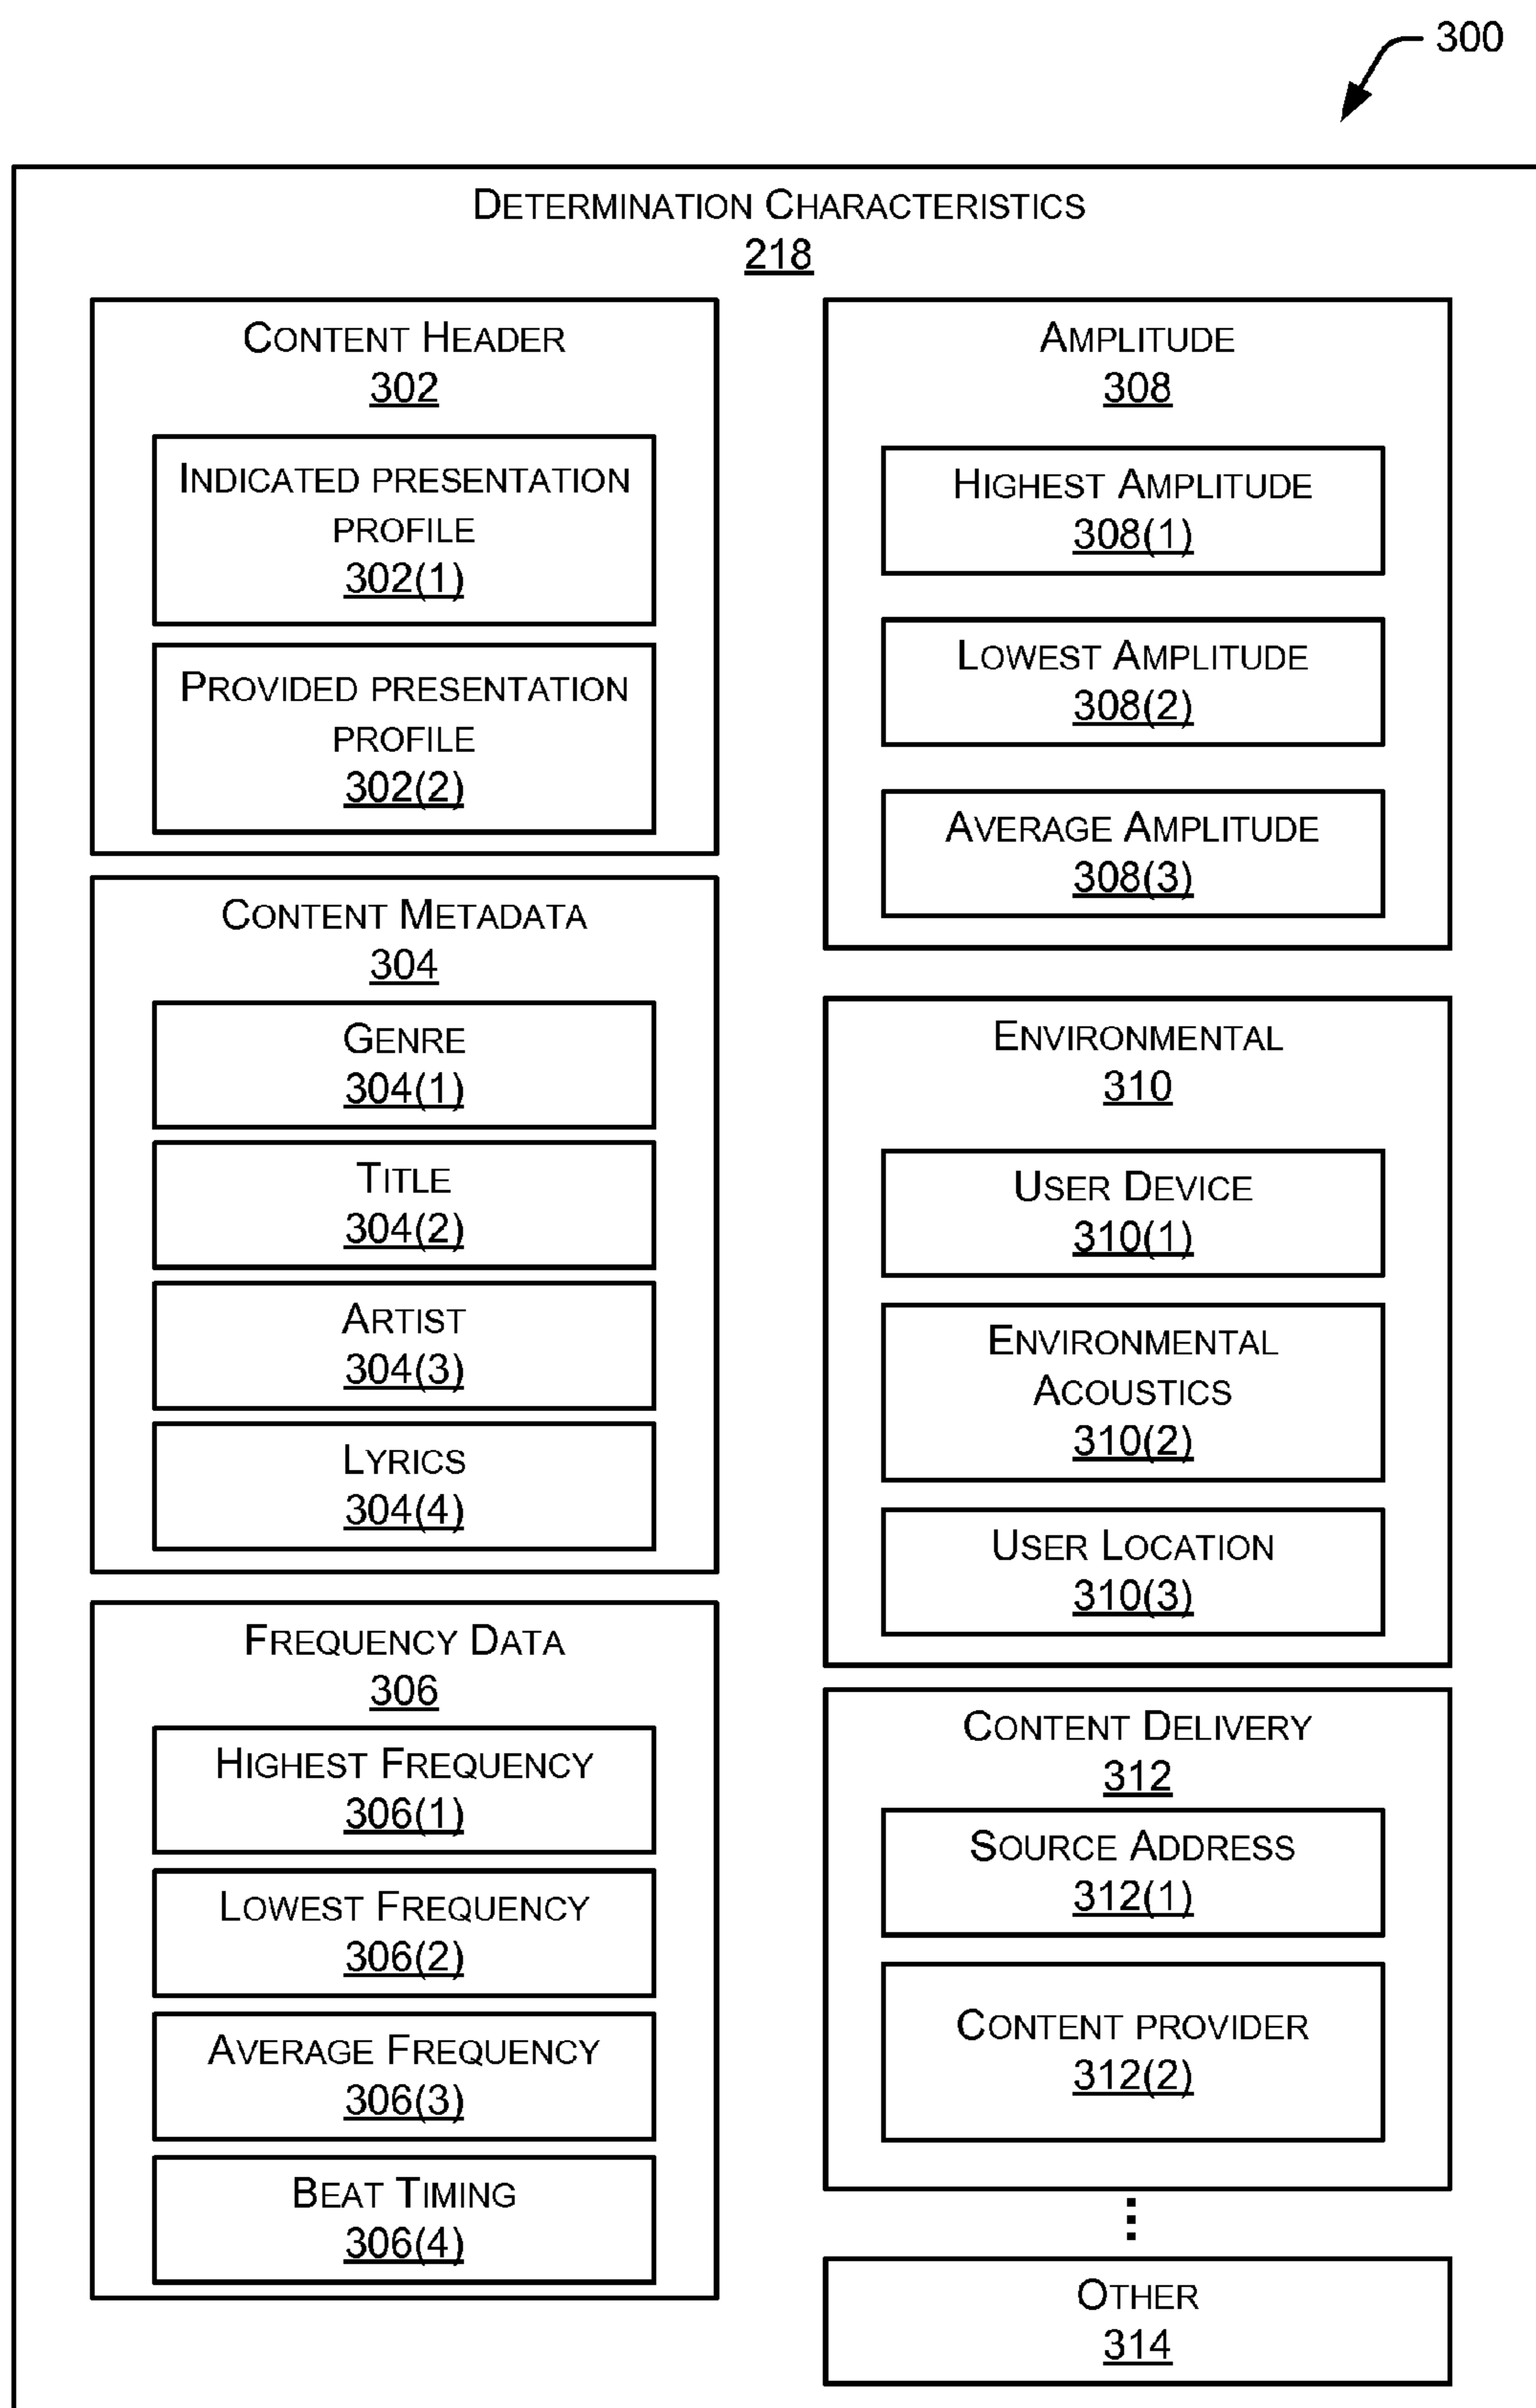 300
DETERMINATION CHARACTERISTICS
218
CONTENT HEADER
302
INDICATED PRESENTATION
PROFILE
302(1)
PROVIDED PRESENTATION
PROFILE
302(2)
CONTENT METADATA
304
GENRE
304(1)
TITLE
304(2)
ARTIST
304(3)
LYRICS
304(4)
FREQUENCY DATA
306
HIGHEST FREQUENCY
306(1)
LOWEST FREQUENCY
306(2)
AVERAGE FREQUENCY
306(3)
BEAT TIMING
306(4)
AMPLITUDE
308
HIGHEST AMPLITUDE
308(1)
LOWEST AMPLITUDE
308(2)
AVERAGE AMPLITUDE
308(3)
ENVIRONMENTAL
310
USER DEVICE
310(1)
ENVIRONMENTAL
ACOUSTICS
310(2)
USER LOCATION
310(3)
CONTENT DELIVERY
312
SOURCE ADDRESS
312(1)
CONTENT PROVIDER
312(2)
OTHER
314